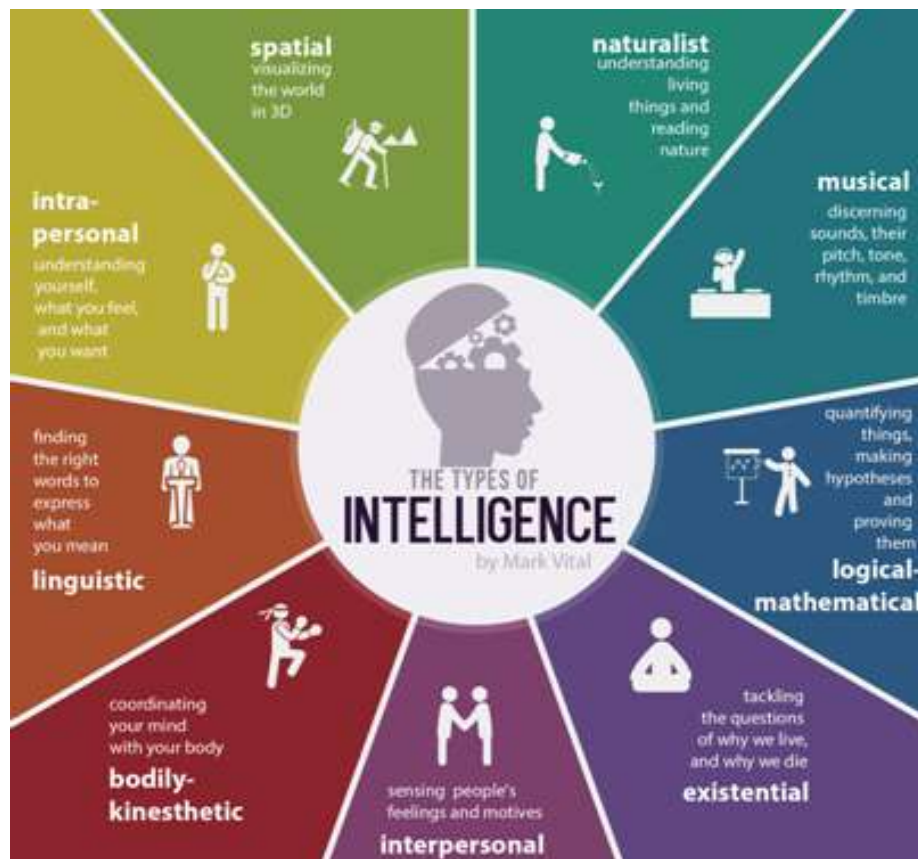 spatial
visualizing
the world
in 3D
naturalist
understanding
living
things and
reading
nature
musical
discerning
sounds, their
pitch, tone,
rhythm, and
timbre
quantifying
things,
making
hypotheses
and
proving
them
logical-
mathematical
tackling
the questions
of why we live,
and why we die
existential
sensing people's
feelings and motives
interpersonal
coordinating
your mind
with your body
bodily-
kinesthetic
finding
the right
words to
express
what
you mean
linguistic
intra-
personal
understanding
yourself,
what you feel,
and what
you want
THE TYPES OF
INTELLIGENCE
by Mark Vital